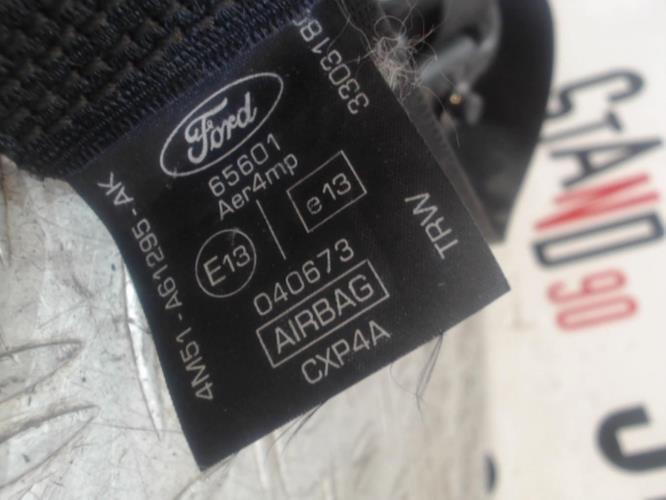 Ford
65601
Aer4mp
E13
e13
040673
AIRBAG
CXP4A
4M51-A61295-AK
TRW
STAND
90